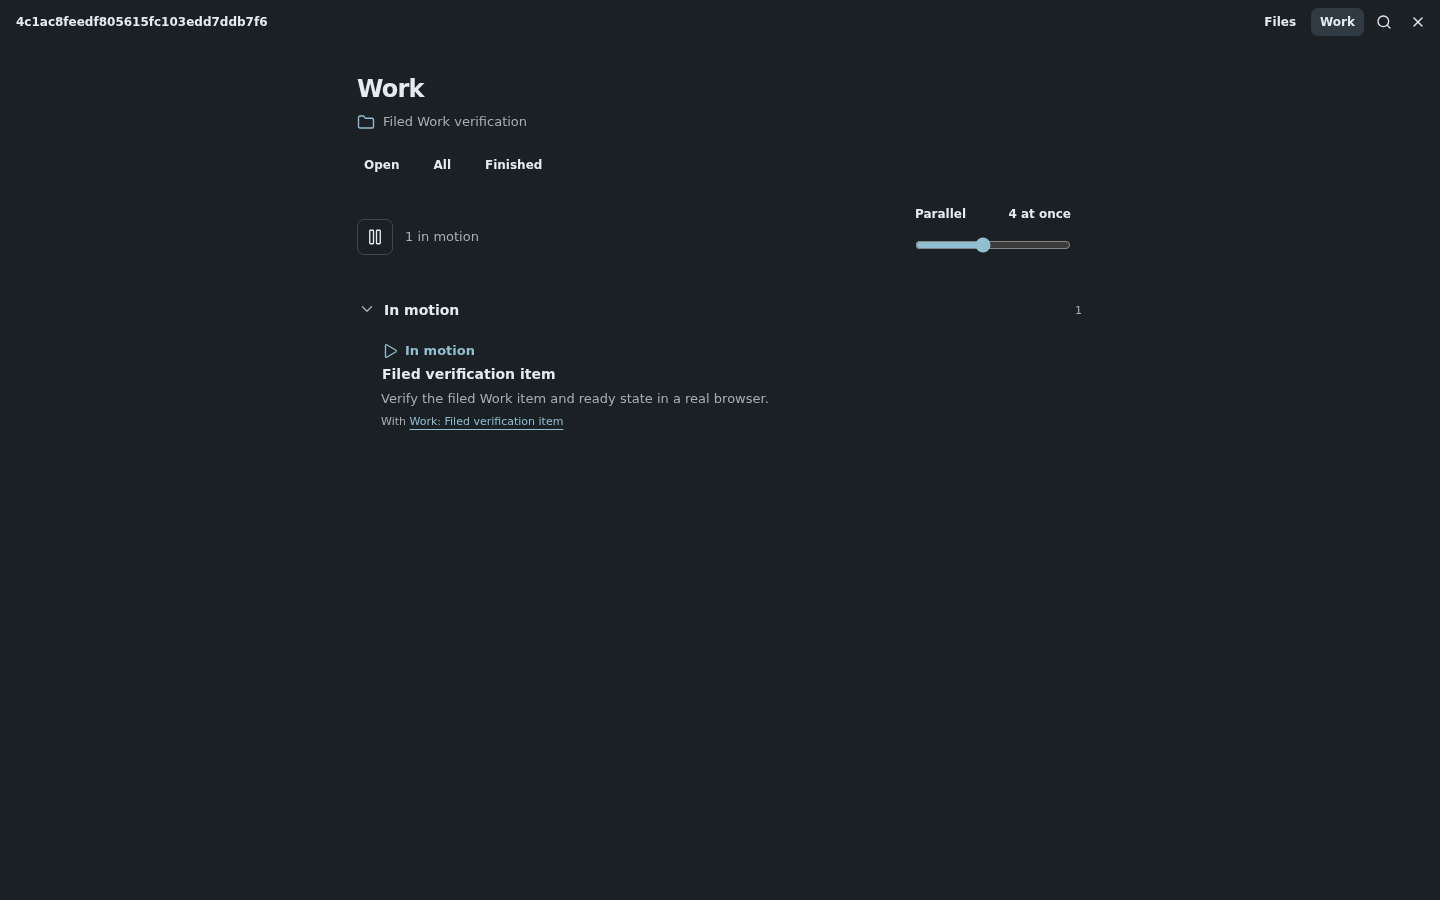 4c1ac8feedf805615fc103edd7ddb7f6 Files Work
Work
Filed Work verification
Open All Finished
Parallel 4 at once
1 in motion
In motion 1
In motion
Filed verification item
Verify the filed Work item and ready state in a real browser.
With Work: Filed verification item